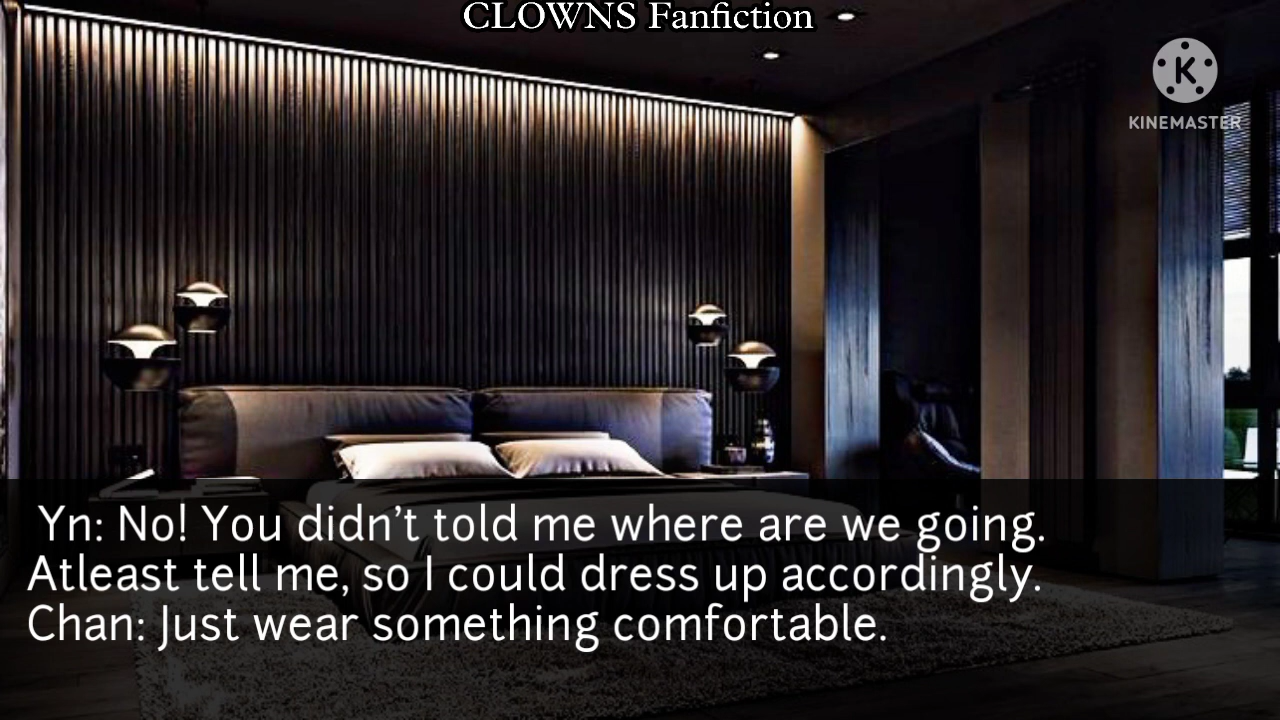 CLOWNS Fanfiction
K
KINEMASTER
Yn: No! You didn't told me where are we going.
Atleast tell me, so I could dress up accordingly.
Chan: Just wear something comfortable.